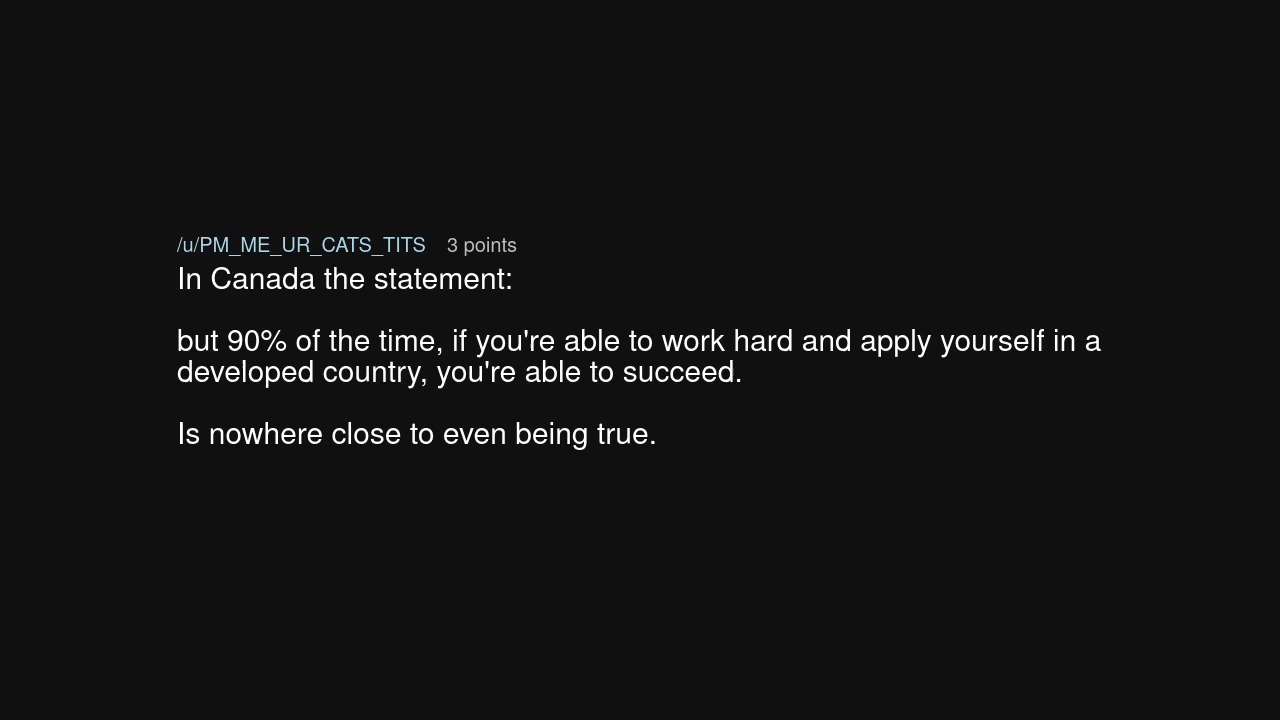 /u/PM_ME_UR_CATS_TITS 3 points
In Canada the statement:
but 90% of the time, if you're able to work hard and apply yourself in a
developed country, you're able to succeed.
Is nowhere close to even being true.